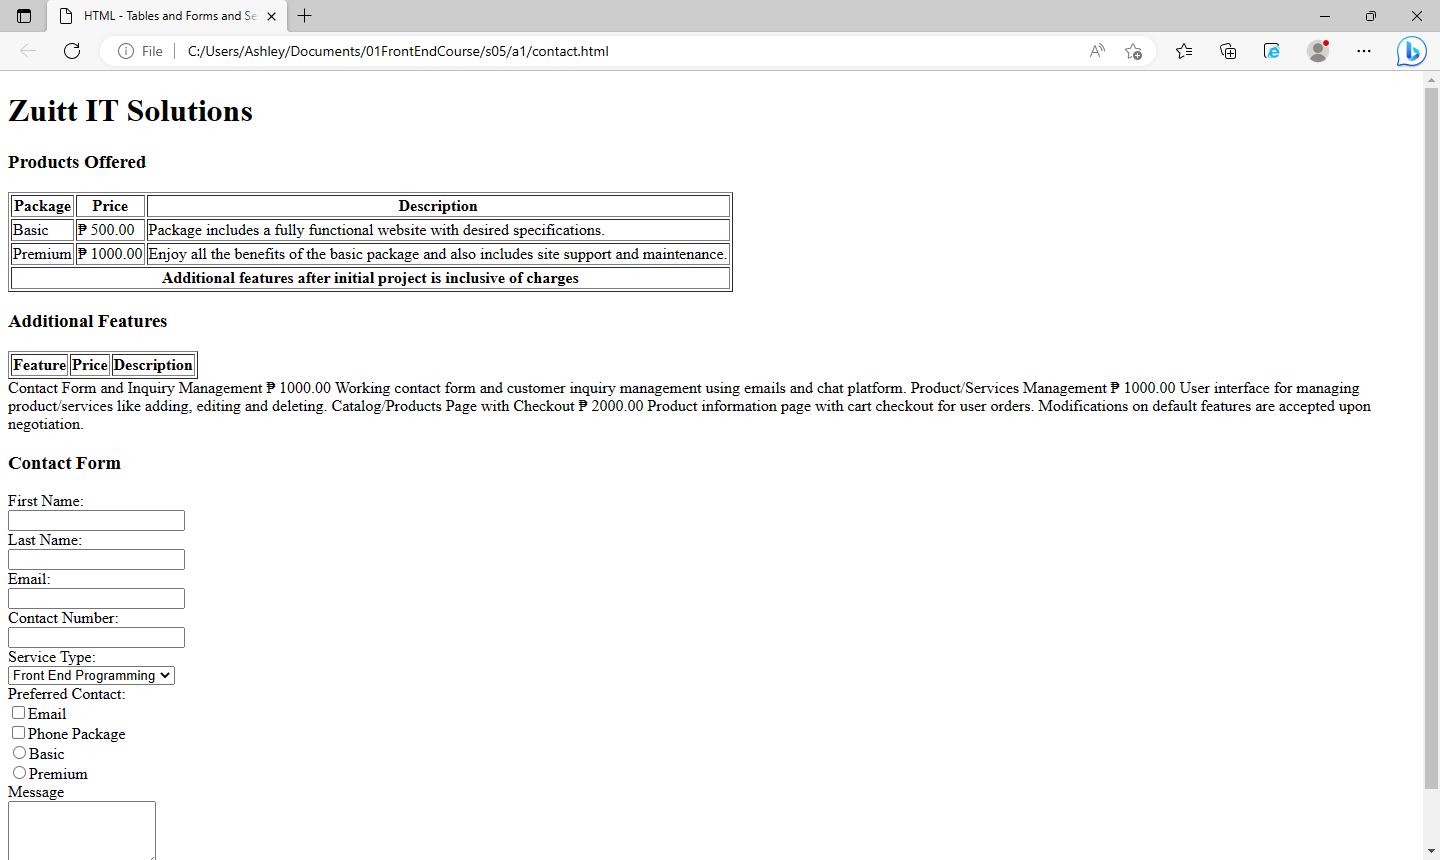 HTML - Tables and Forms and Se
File
C:/Users/Ashley/Documents/01FrontEndCourse/s05/a1/contact.html
Zuitt IT Solutions
Products Offered
Package Price Description
Basic ₱ 500.00 Package includes a fully functional website with desired specifications.
Premium ₱ 1000.00 Enjoy all the benefits of the basic package and also includes site support and maintenance.
Additional features after initial project is inclusive of charges
Additional Features
Feature Price Description
Contact Form and Inquiry Management ₱ 1000.00 Working contact form and customer inquiry management using emails and chat platform. Product/Services Management ₱ 1000.00 User interface for managing
product/services like adding, editing and deleting. Catalog/Products Page with Checkout ₱ 2000.00 Product information page with cart checkout for user orders. Modifications on default features are accepted upon
negotiation.
Contact Form
First Name:
Last Name:
Email:
Contact Number:
Service Type:
Front End Programming
Preferred Contact:
Email
Phone Package
Basic
Premium
Message